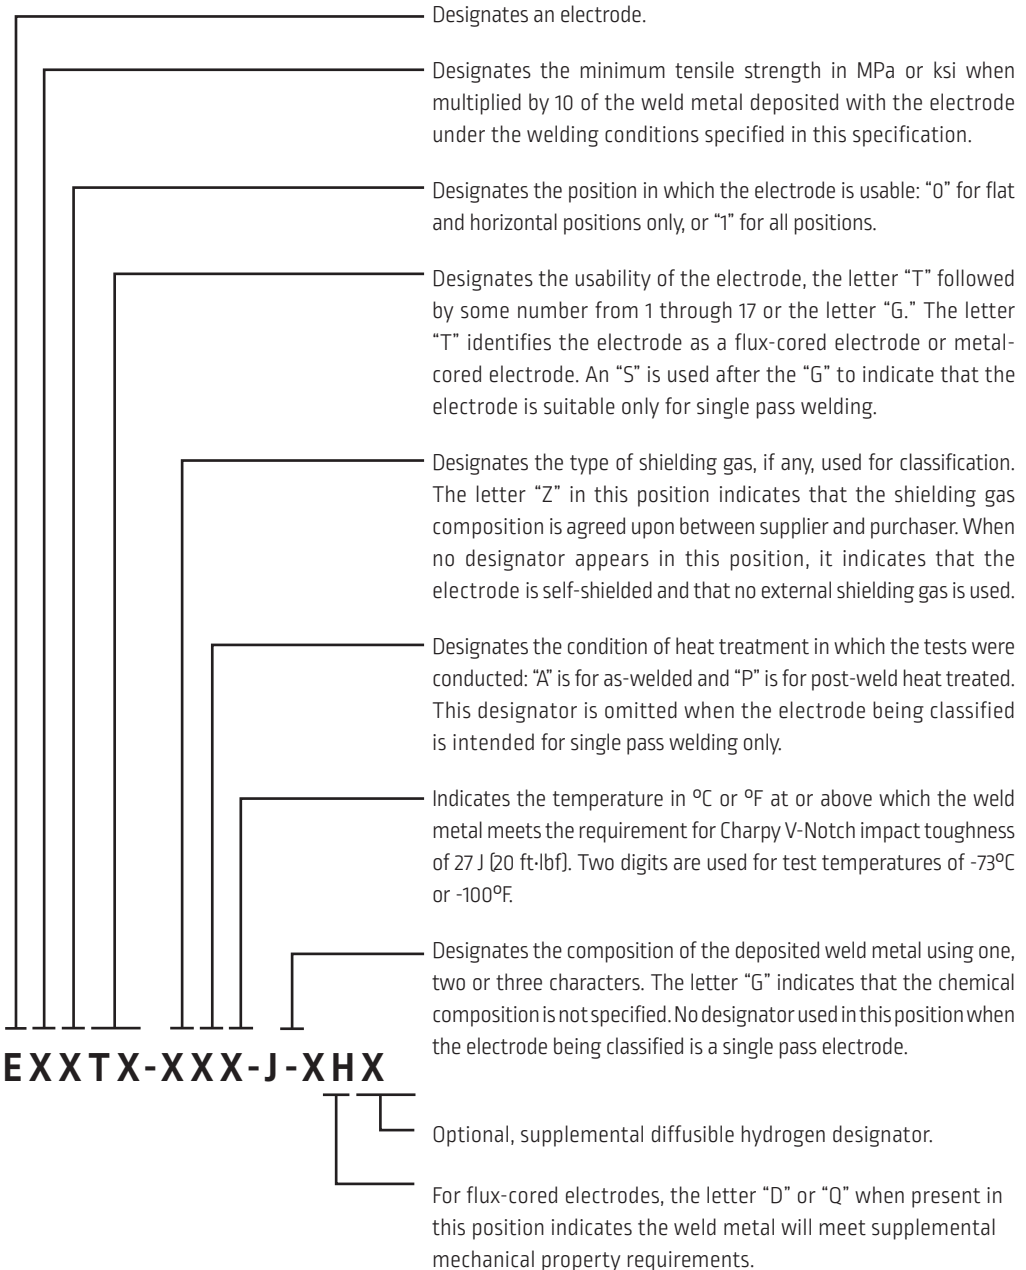 Designates an electrode.
Designates the minimum tensile strength in MPa or ksi when
multiplied by 10 of the weld metal deposited with the electrode
under the welding conditions specified in this specification.
Designates the position in which the electrode is usable: “0” for flat
and horizontal positions only, or “1” for all positions.
Designates the usability of the electrode, the letter “T” followed
by some number from 1 through 17 or the letter “G.” The letter
“T” identifies the electrode as a flux-cored electrode or metal-
cored electrode. An “S” is used after the “G” to indicate that the
electrode is suitable only for single pass welding.
Designates the type of shielding gas, if any, used for classification.
The letter “Z” in this position indicates that the shielding gas
composition is agreed upon between supplier and purchaser. When
no designator appears in this position, it indicates that the
electrode is self-shielded and that no external shielding gas is used.
Designates the condition of heat treatment in which the tests were
conducted: “A” is for as-welded and “P” is for post-weld heat treated.
This designator is omitted when the electrode being classified
is intended for single pass welding only.
Indicates the temperature in ºC or ºF at or above which the weld
metal meets the requirement for Charpy V-Notch impact toughness
of 27 J (20 ft•lbf). Two digits are used for test temperatures of -73ºC
or -100ºF.
Designates the composition of the deposited weld metal using one,
two or three characters. The letter “G” indicates that the chemical
composition is not specified. No designator used in this position when
the electrode being classified is a single pass electrode.
EXXTX-XXX-J-XHX
Optional, supplemental diffusible hydrogen designator.
For flux-cored electrodes, the letter “D” or “Q” when present in
this position indicates the weld metal will meet supplemental
mechanical property requirements.